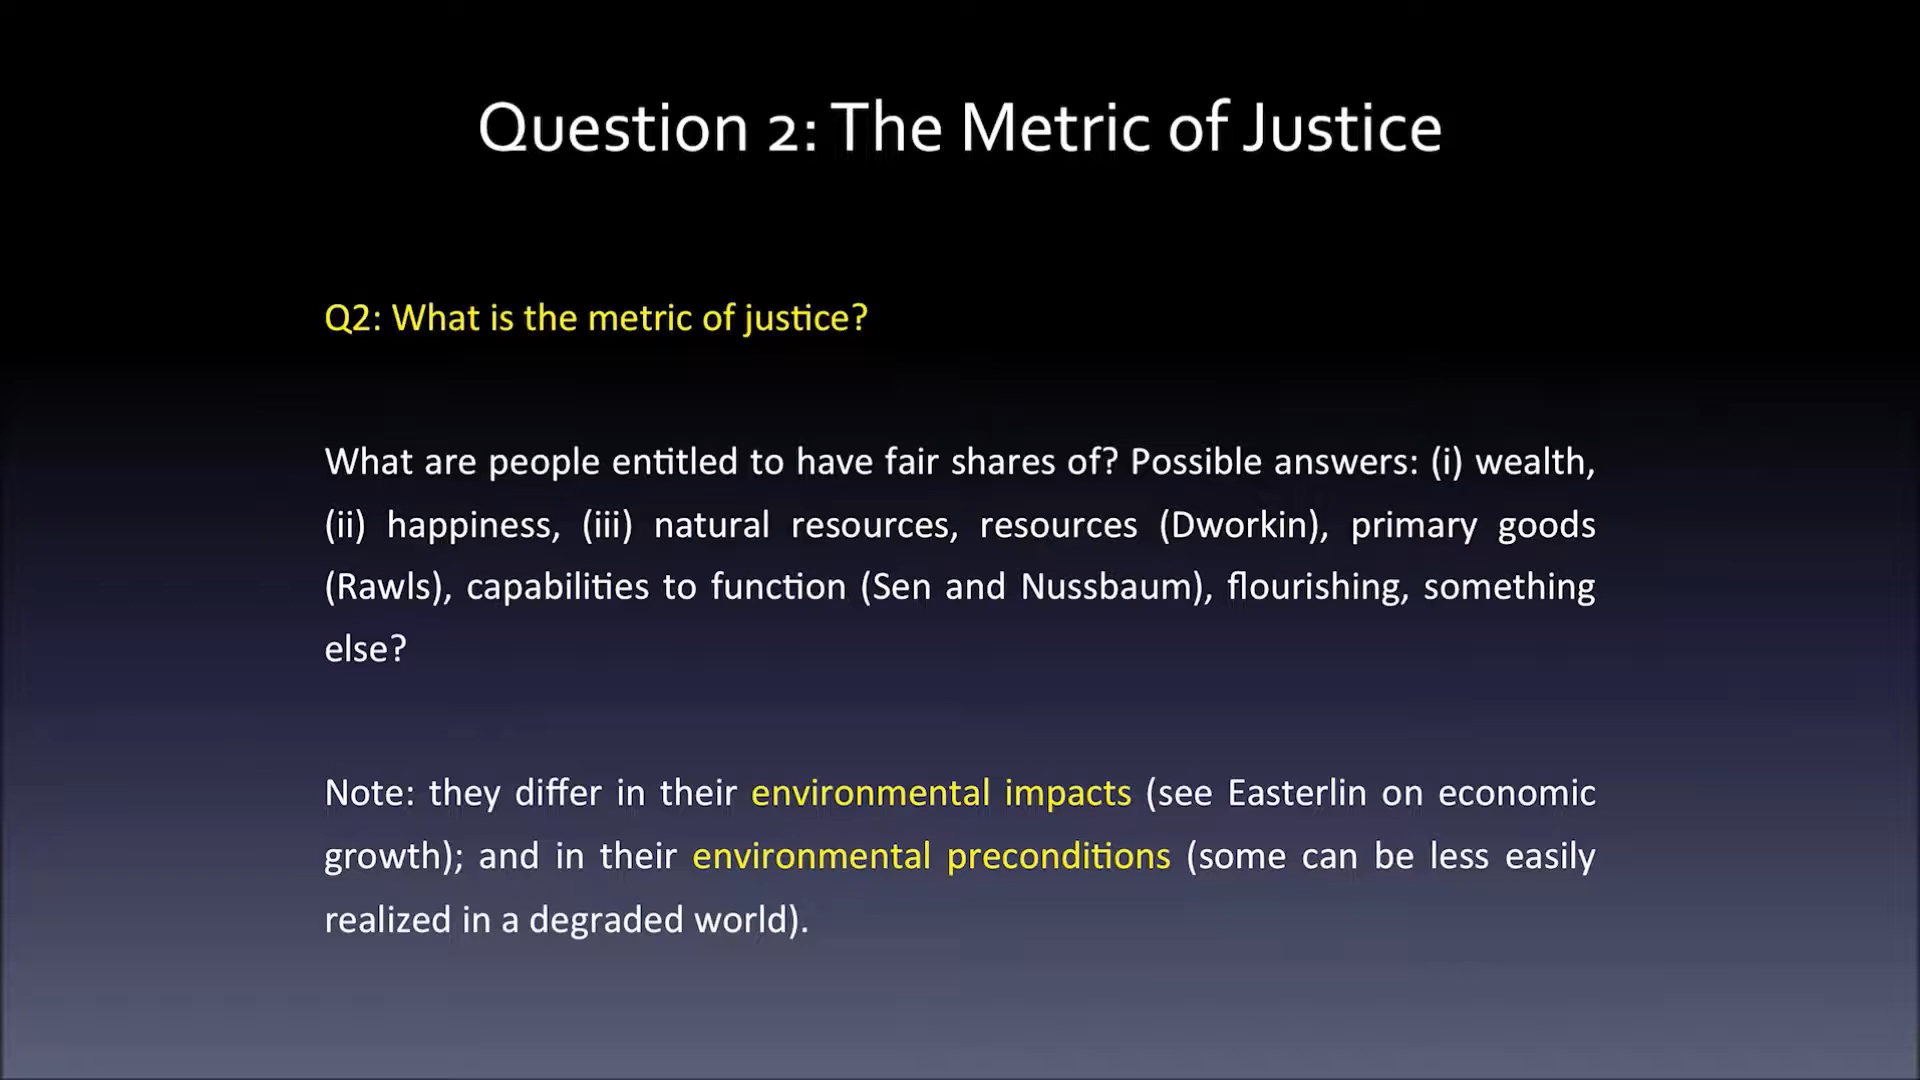 Question 2: The Metric of Justice
Q2: What is the metric of justice?
What are people entitled to have fair shares of? Possible answers: (i) wealth,
(ii) happiness, (iii) natural resources, resources (Dworkin), primary goods
(Rawls), capabilities to function (Sen and Nussbaum), flourishing, something
else?
Note: they differ in their environmental impacts (see Easterlin on economic
growth); and in their environmental preconditions (some can be less easily
realized in a degraded world).